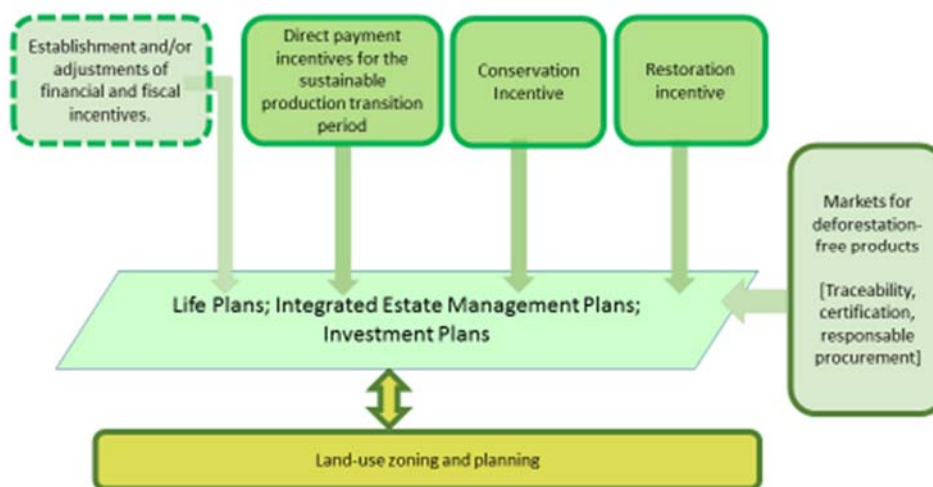 Establishment and/or
adjustments of
financial and fiscal
incentives.
Direct payment
incentives for the
sustainable
production transition
period
Conservation
Incentive
Restoration
incentive
Markets for
deforestation-
free products
[Traceability,
certification,
responsable
procurement]
Life Plans; Integrated Estate Management Plans;
Investment Plans
Land-use zoning and planning